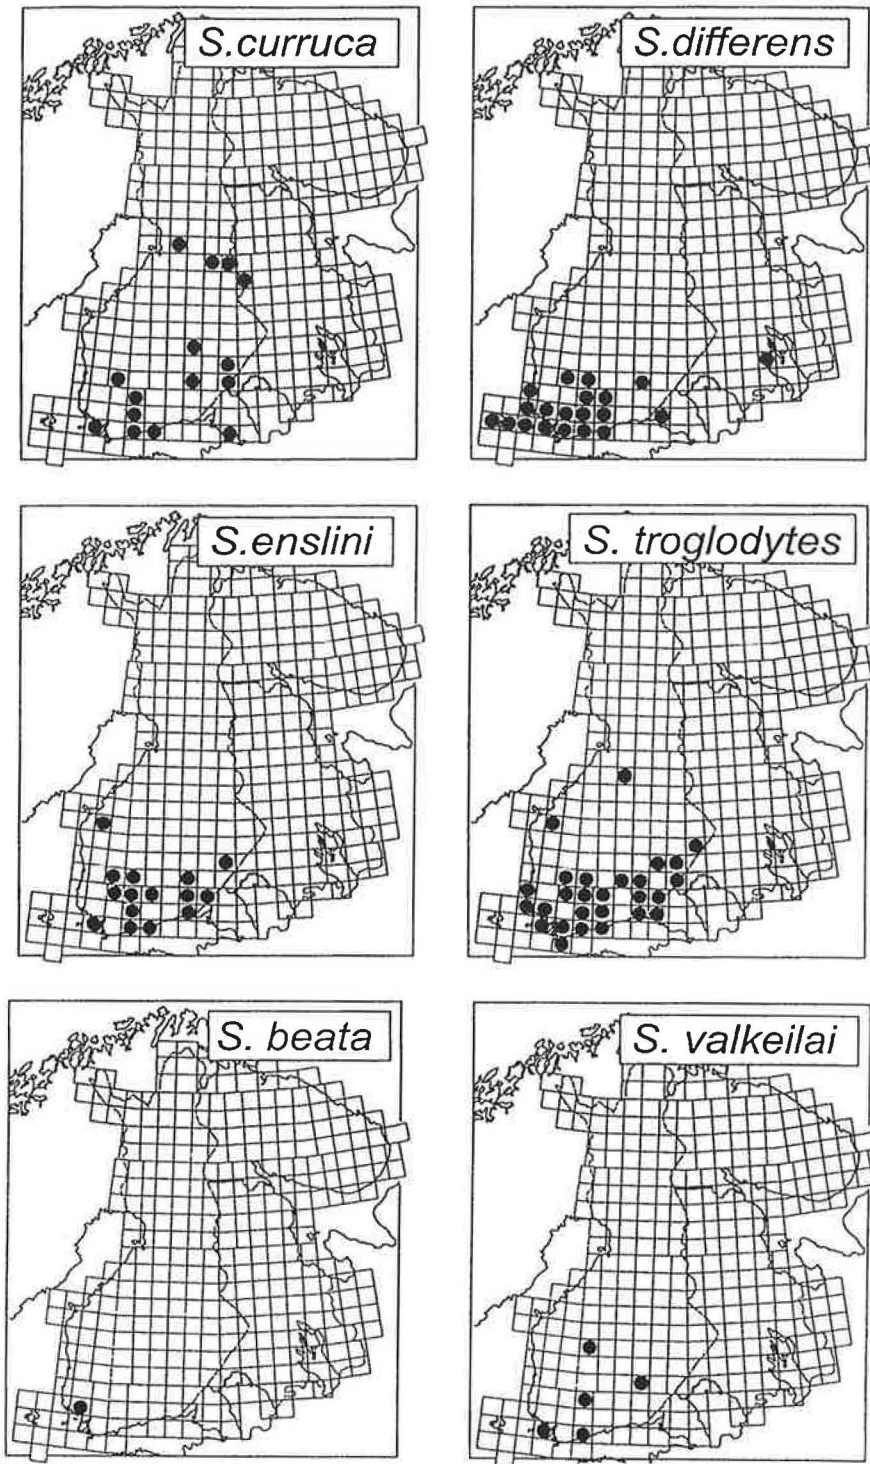 S.curruca
S.differens
S.enslini
S. troglodytes
S. beata
S. valkeilai